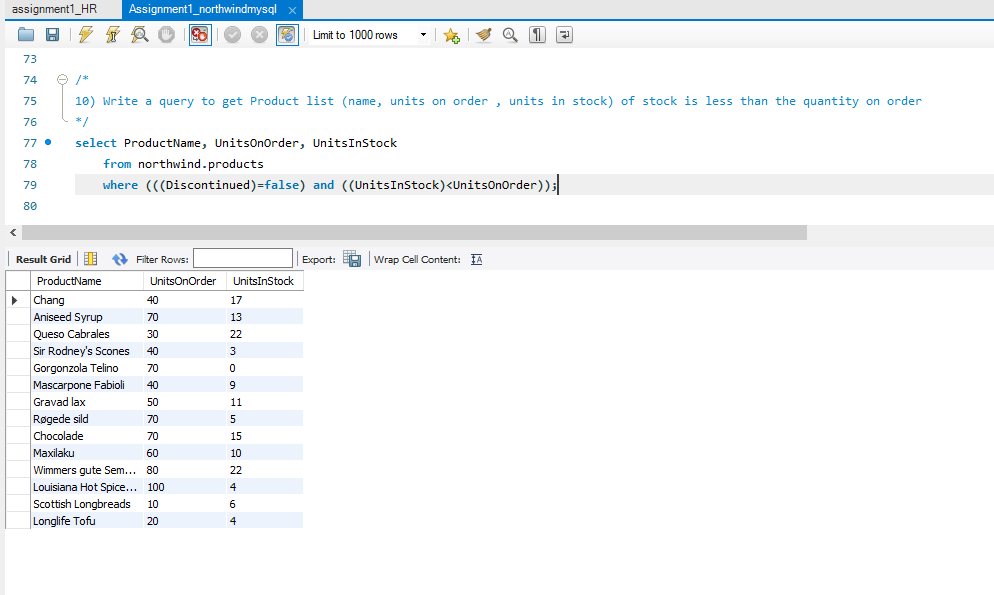 assignment1_HR Assignment1_northwindmysql
Limit to 1000 rows
73
74 /*
75 10) Write a query to get Product list (name, units on order , units in stock) of stock is less than the quantity on order
76 */
77 select ProductName, UnitsOnOrder, UnitsInStock
78 from northwind.products
79 where (((Discontinued)=false) and ((UnitsInStock)<UnitsOnOrder));
80
Result Grid Filter Rows: Export: Wrap Cell Content:
ProductName UnitsOnOrder UnitsInStock
Chang 40 17
Aniseed Syrup 70 13
Queso Cabrales 30 22
Sir Rodney's Scones 40 3
Gorgonzola Telino 70 0
Mascarpone Fabioli 40 9
Gravad lax 50 11
Røgede sild 70 5
Chocolade 70 15
Maxilaku 60 10
Wimmers gute Sem... 80 22
Louisiana Hot Spice... 100 4
Scottish Longbreads 10 6
Longlife Tofu 20 4